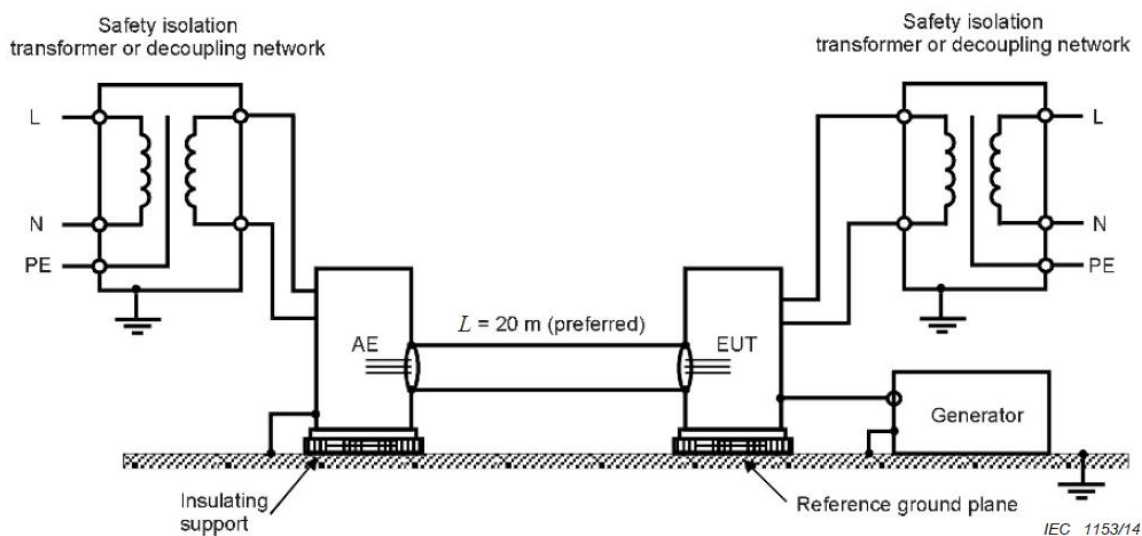 Safety isolation
transformer or decoupling network
Safety isolation
transformer or decoupling network
L
N
PE
L
N
PE
L = 20 m (preferred)
AE
EUT
Generator
Insulating
support
Reference ground plane
IEC 1153/14